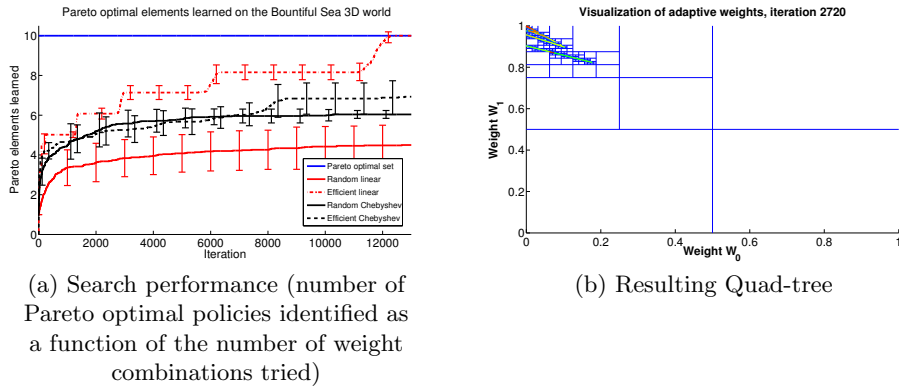 Pareto optimal elements learned on the Bountiful Sea 3D world
Pareto elements learned
10
8
6
4
2
0
0 2000 4000 6000 8000 10000 12000
Iteration
Pareto optimal set
Random linear
Efficient linear
Random Chebyshev
Efficient Chebyshev
(a) Search performance (number of
Pareto optimal policies identified as
a function of the number of weight
combinations tried)
Visualization of adaptive weights, iteration 2720
Weight W1
1
0.8
0.6
0.4
0.2
0
0 0.2 0.4 0.6 0.8 1
Weight W0
(b) Resulting Quad-tree